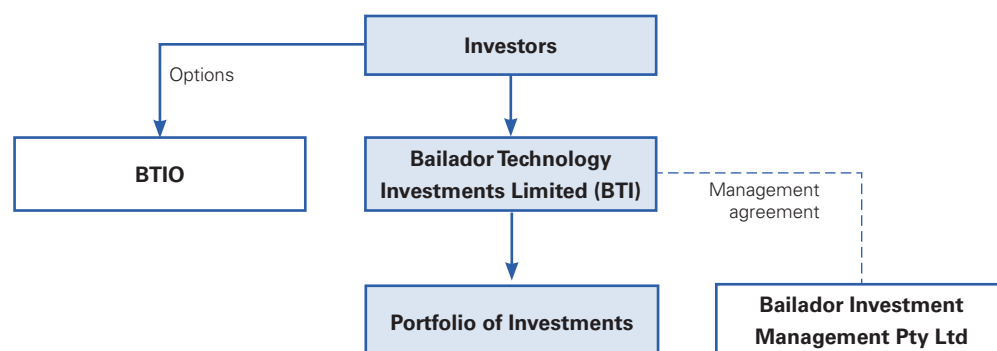 Investors
Options
BTIO
Bailador Technology
Investments Limited (BTI)
Management
agreement
Portfolio of Investments
Bailador Investment
Management Pty Ltd